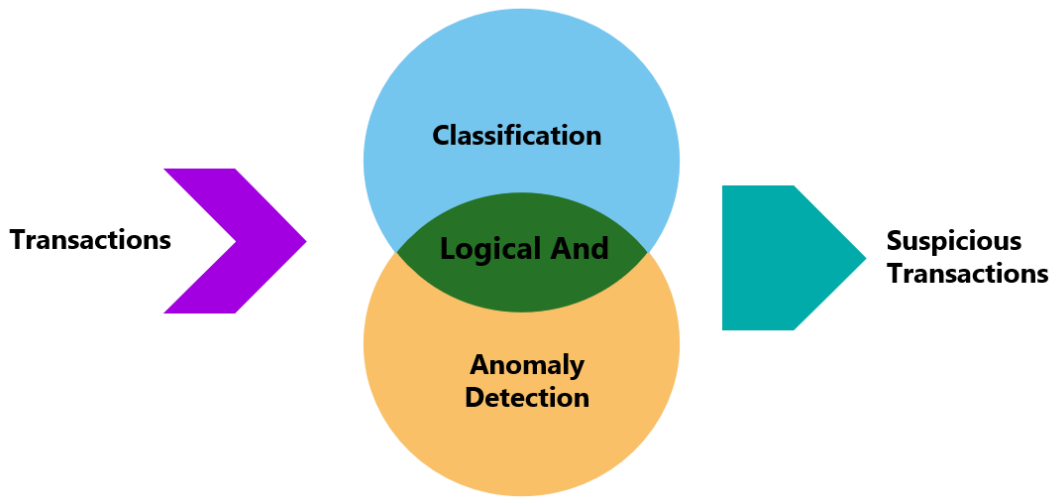 Transactions
Classification
Logical And
Anomaly
Detection
Suspicious
Transactions